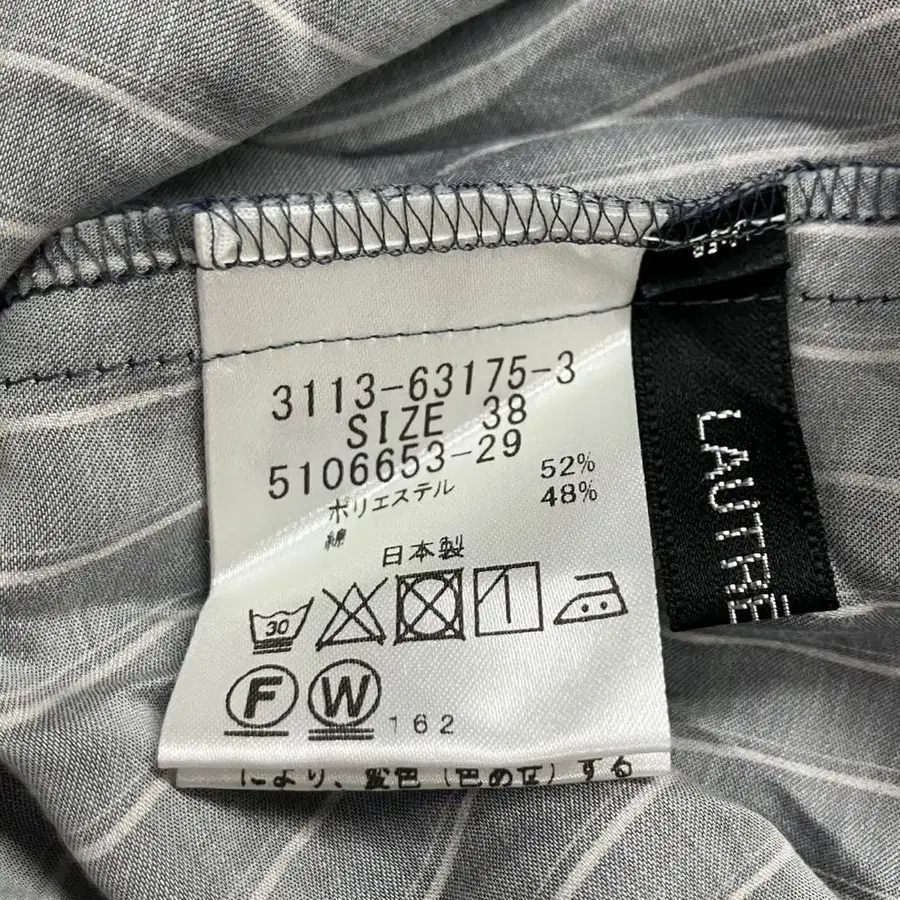 3113-63175-3
SIZE 38
5106653-29
ポリエステル 52%
綿 48%
日本製
30
F W 162
により、変色（色あせ）する
LAUTRĒ